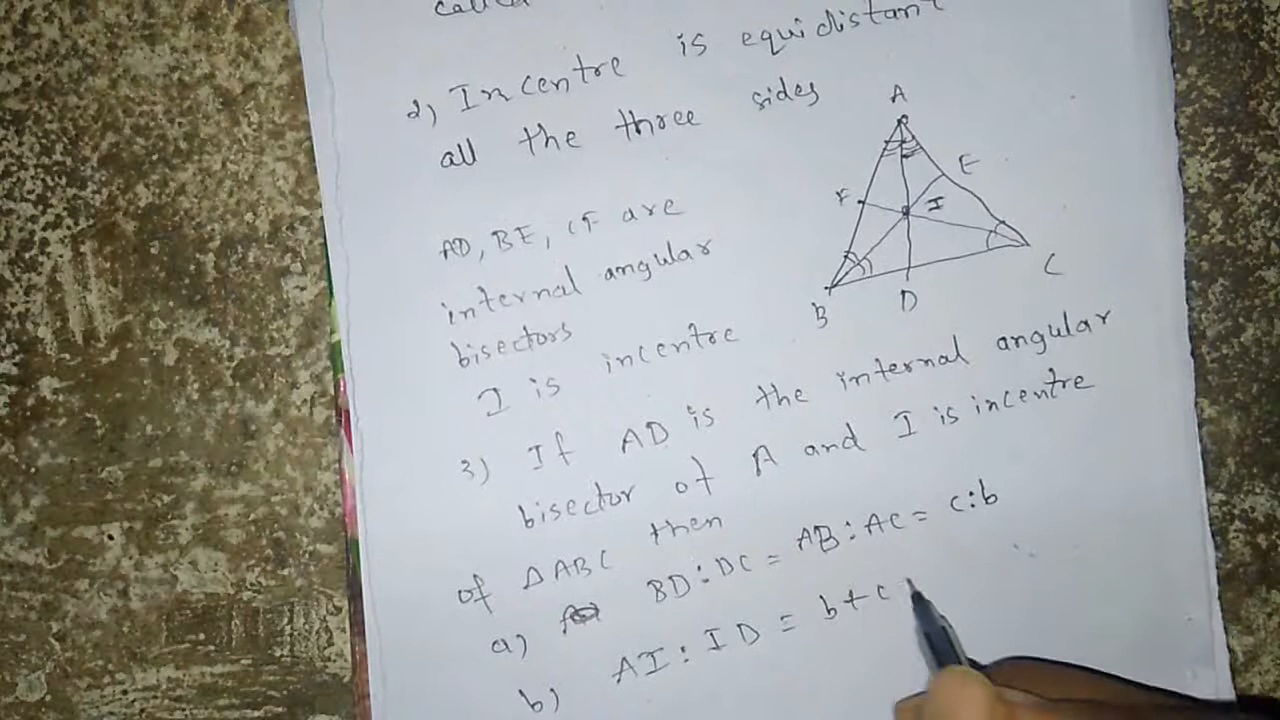 called
2) Incentre is equidistant
all the three sides
AD, BE, CF are
internal angular
bisectors
I is incentre
A
F
E
I
B
D
C
3) If AD is the internal angular
bisector of A and I is incentre
of ΔABC then
a) BD:DC = AB:AC = c:b
b) AI:ID = b+c